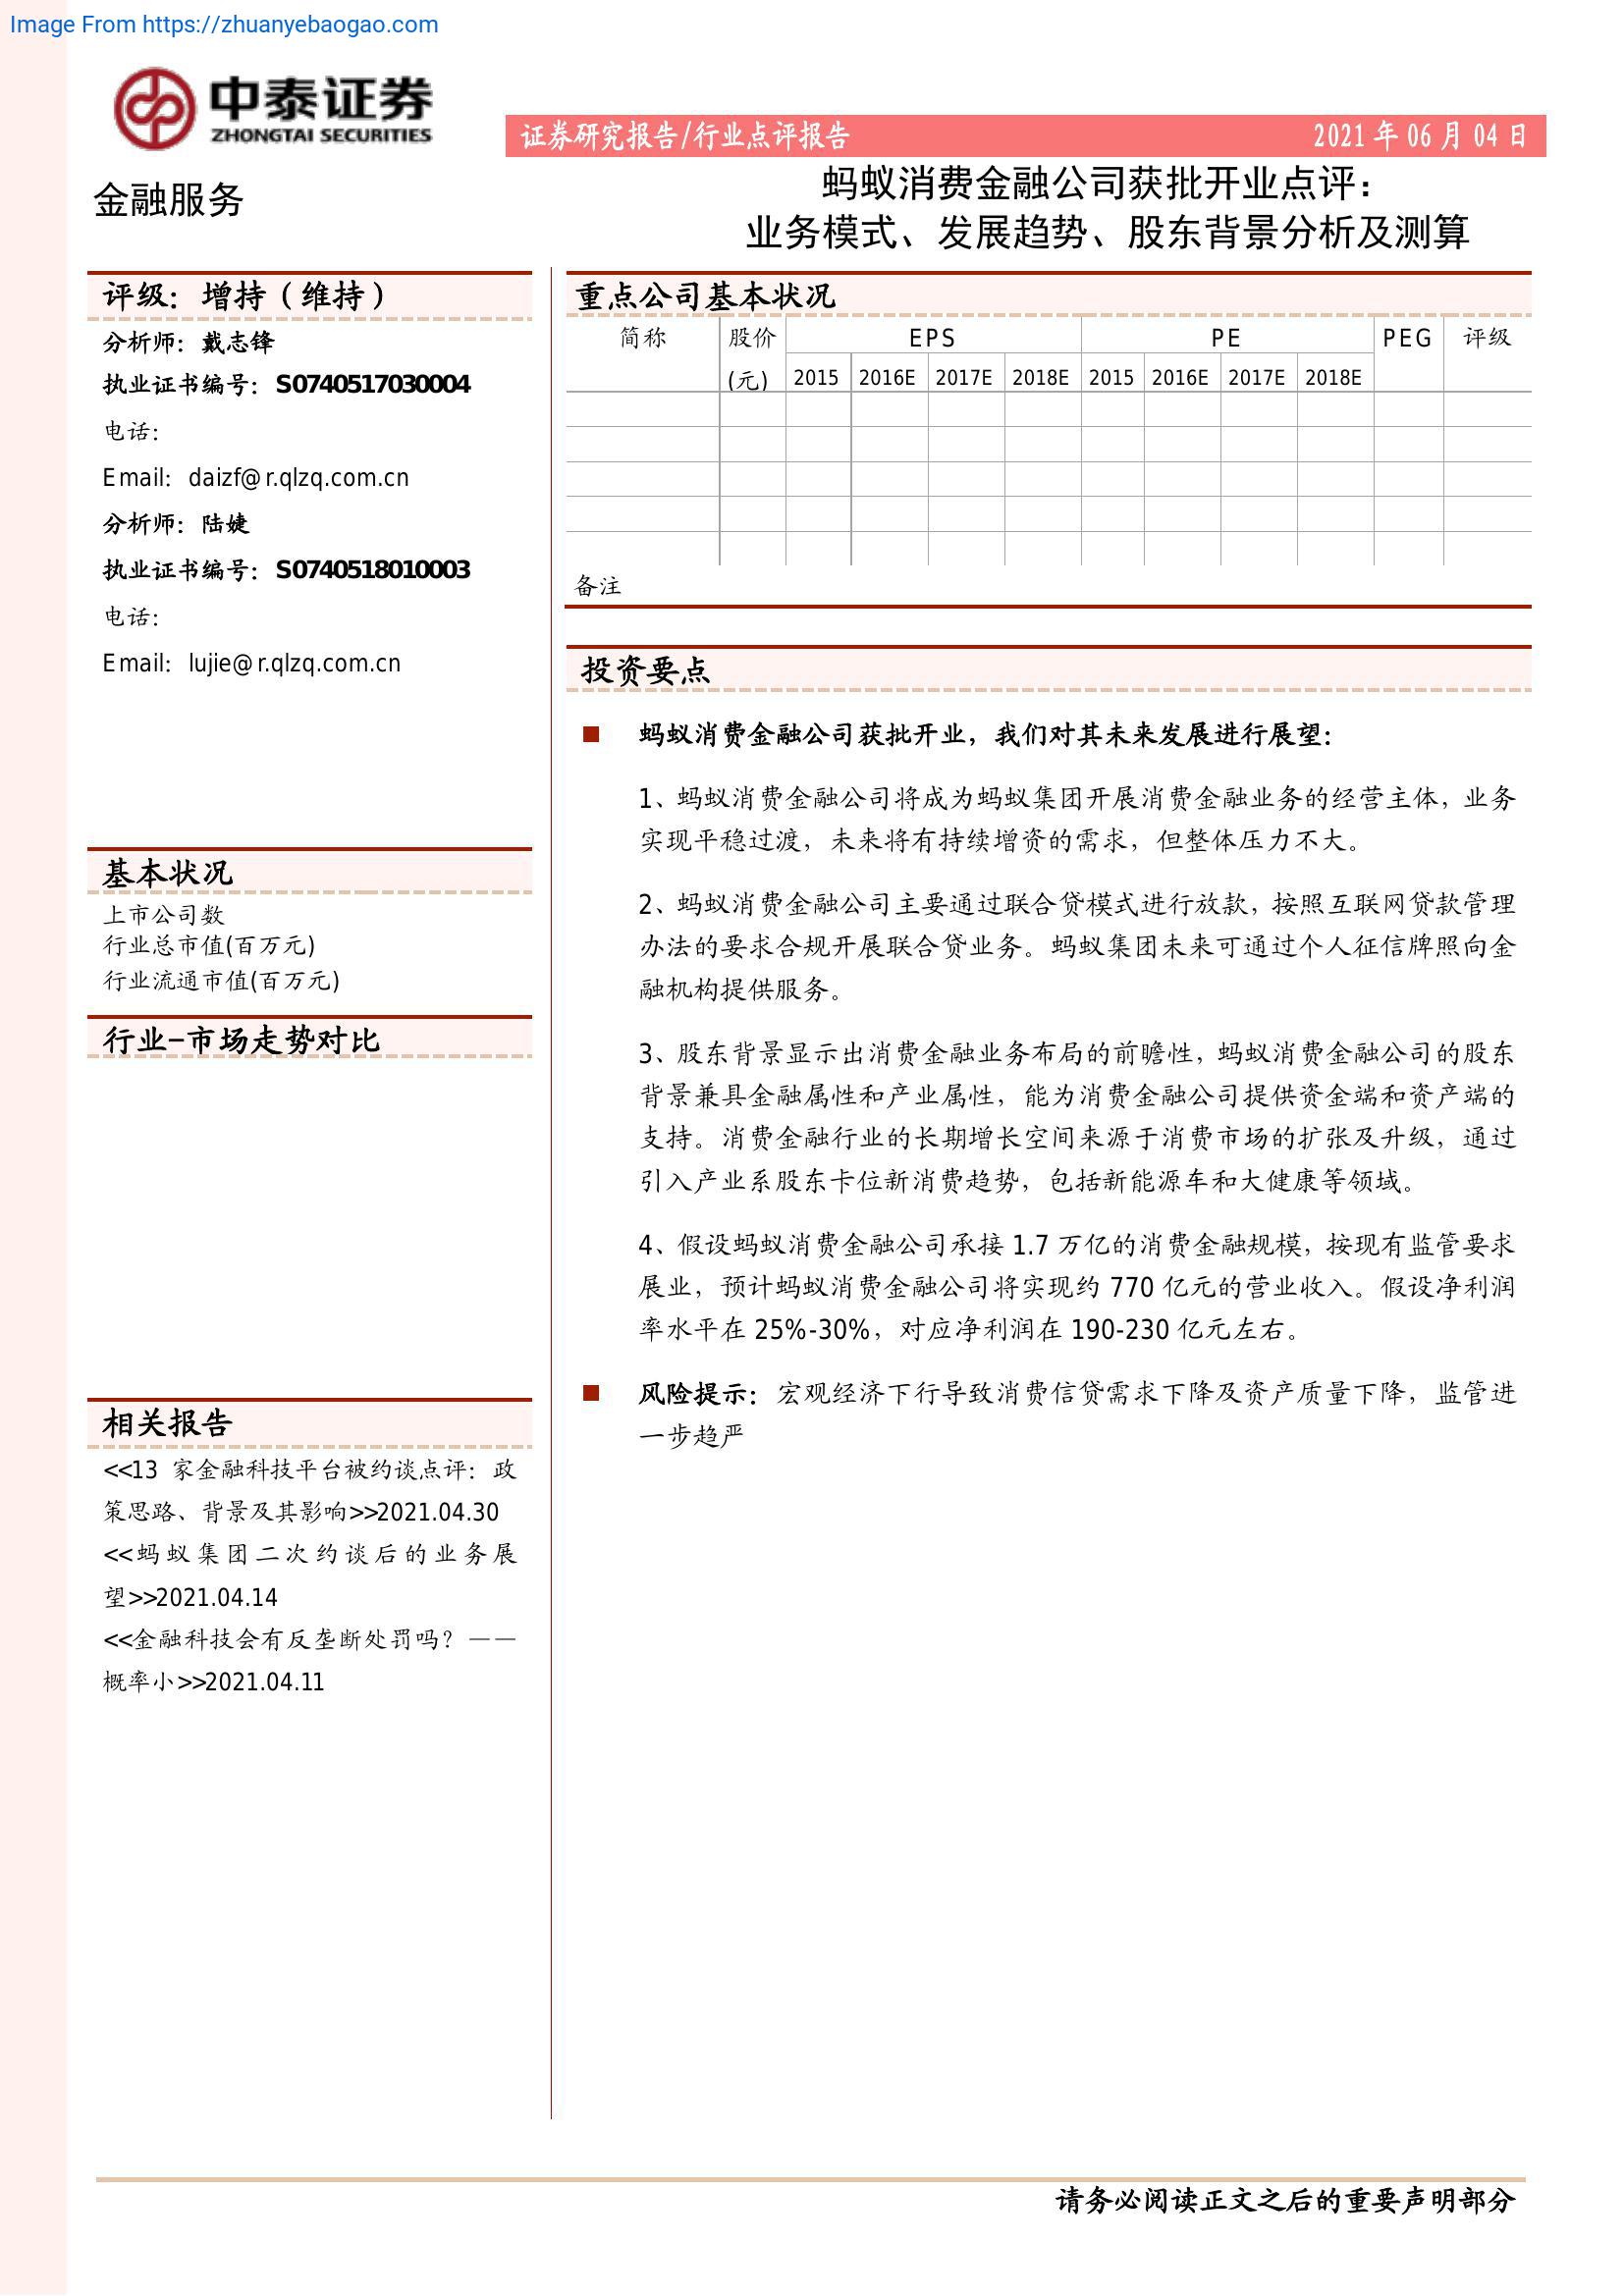 Image From https://zhuanyebaogao.com
中泰证券
ZHONGTAI SECURITIES
证券研究报告/行业点评报告
2021 年 06 月 04 日
金融服务
蚂蚁消费金融公司获批开业点评：
业务模式、发展趋势、股东背景分析及测算
评级：增持（维持）
分析师：戴志锋
执业证书编号：S0740517030004
电话：
Email：daizf@r.qlzq.com.cn
分析师：陆婕
执业证书编号：S0740518010003
电话：
Email：lujie@r.qlzq.com.cn
基本状况
上市公司数
行业总市值(百万元)
行业流通市值(百万元)
行业-市场走势对比
相关报告
<<13 家金融科技平台被约谈点评：政
策思路、背景及其影响>>2021.04.30
<<蚂蚁集团二次约谈后的业务展
望>>2021.04.14
<<金融科技会有反垄断处罚吗？——
概率小>>2021.04.11
重点公司基本状况
简称 股价 EPS PE PEG 评级
(元) 2015 2016E 2017E 2018E 2015 2016E 2017E 2018E
备注
投资要点
■ 蚂蚁消费金融公司获批开业，我们对其未来发展进行展望：
1、蚂蚁消费金融公司将成为蚂蚁集团开展消费金融业务的经营主体，业务
实现平稳过渡，未来将有持续增资的需求，但整体压力不大。
2、蚂蚁消费金融公司主要通过联合贷模式进行放款，按照互联网贷款管理
办法的要求合规开展联合贷业务。蚂蚁集团未来可通过个人征信牌照向金
融机构提供服务。
3、股东背景显示出消费金融业务布局的前瞻性，蚂蚁消费金融公司的股东
背景兼具金融属性和产业属性，能为消费金融公司提供资金端和资产端的
支持。消费金融行业的长期增长空间来源于消费市场的扩张及升级，通过
引入产业系股东卡位新消费趋势，包括新能源车和大健康等领域。
4、假设蚂蚁消费金融公司承接 1.7 万亿的消费金融规模，按现有监管要求
展业，预计蚂蚁消费金融公司将实现约 770 亿元的营业收入。假设净利润
率水平在 25%-30%，对应净利润在 190-230 亿元左右。
■ 风险提示：宏观经济下行导致消费信贷需求下降及资产质量下降，监管进
一步趋严
请务必阅读正文之后的重要声明部分